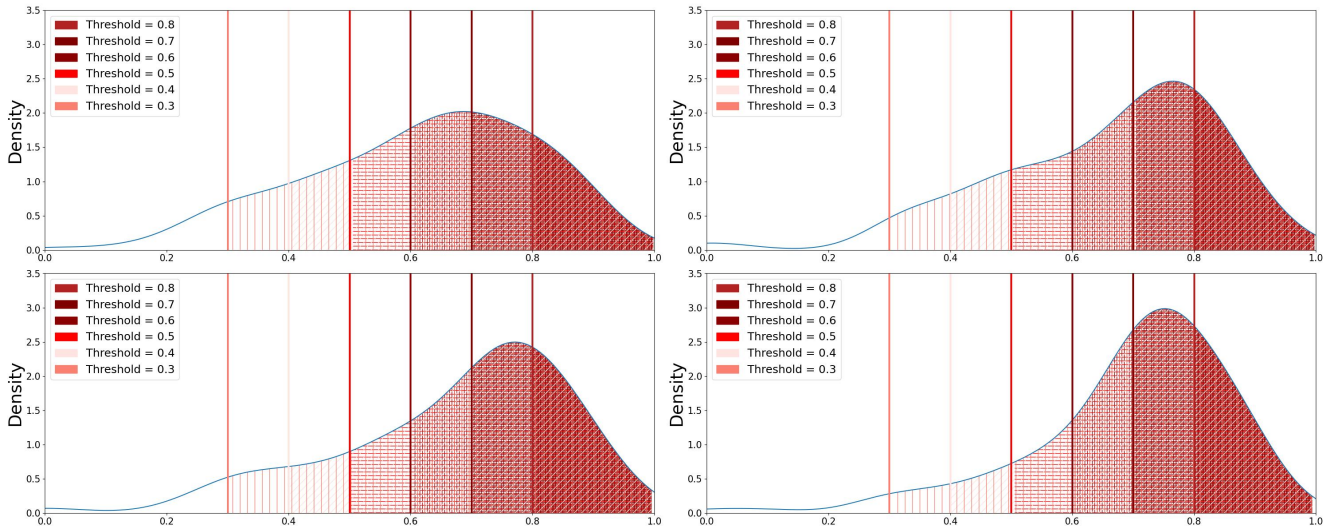 3.5
3.0
2.5
2.0
1.5
1.0
0.5
0.0
Density
Threshold = 0.8
Threshold = 0.7
Threshold = 0.6
Threshold = 0.5
Threshold = 0.4
Threshold = 0.3
0.0 0.2 0.4 0.6 0.8 1.0
3.5
3.0
2.5
2.0
1.5
1.0
0.5
0.0
Density
Threshold = 0.8
Threshold = 0.7
Threshold = 0.6
Threshold = 0.5
Threshold = 0.4
Threshold = 0.3
0.0 0.2 0.4 0.6 0.8 1.0
3.5
3.0
2.5
2.0
1.5
1.0
0.5
0.0
Density
Threshold = 0.8
Threshold = 0.7
Threshold = 0.6
Threshold = 0.5
Threshold = 0.4
Threshold = 0.3
0.0 0.2 0.4 0.6 0.8 1.0
3.5
3.0
2.5
2.0
1.5
1.0
0.5
0.0
Density
Threshold = 0.8
Threshold = 0.7
Threshold = 0.6
Threshold = 0.5
Threshold = 0.4
Threshold = 0.3
0.0 0.2 0.4 0.6 0.8 1.0